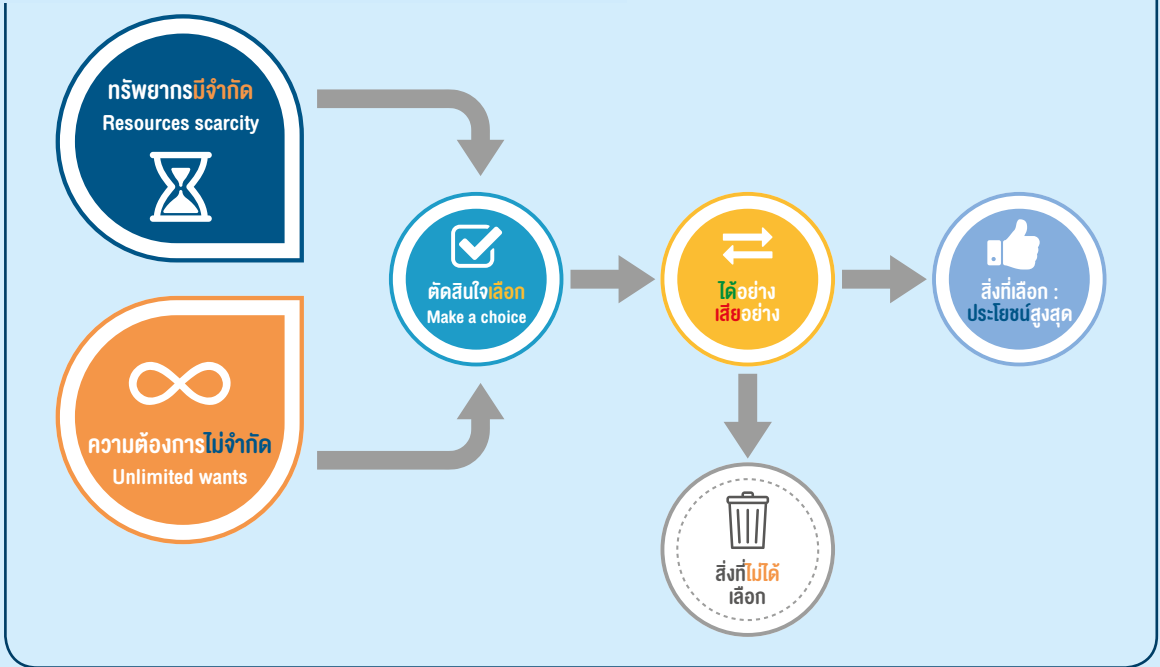 ทรัพยากรมีจำกัด
Resources scarcity
ความต้องการไม่จำกัด
Unlimited wants
ตัดสินใจเลือก
Make a choice
ได้อย่าง
เสียอย่าง
สิ่งที่เลือก :
ประโยชน์สูงสุด
สิ่งที่ไม่ได้
เลือก